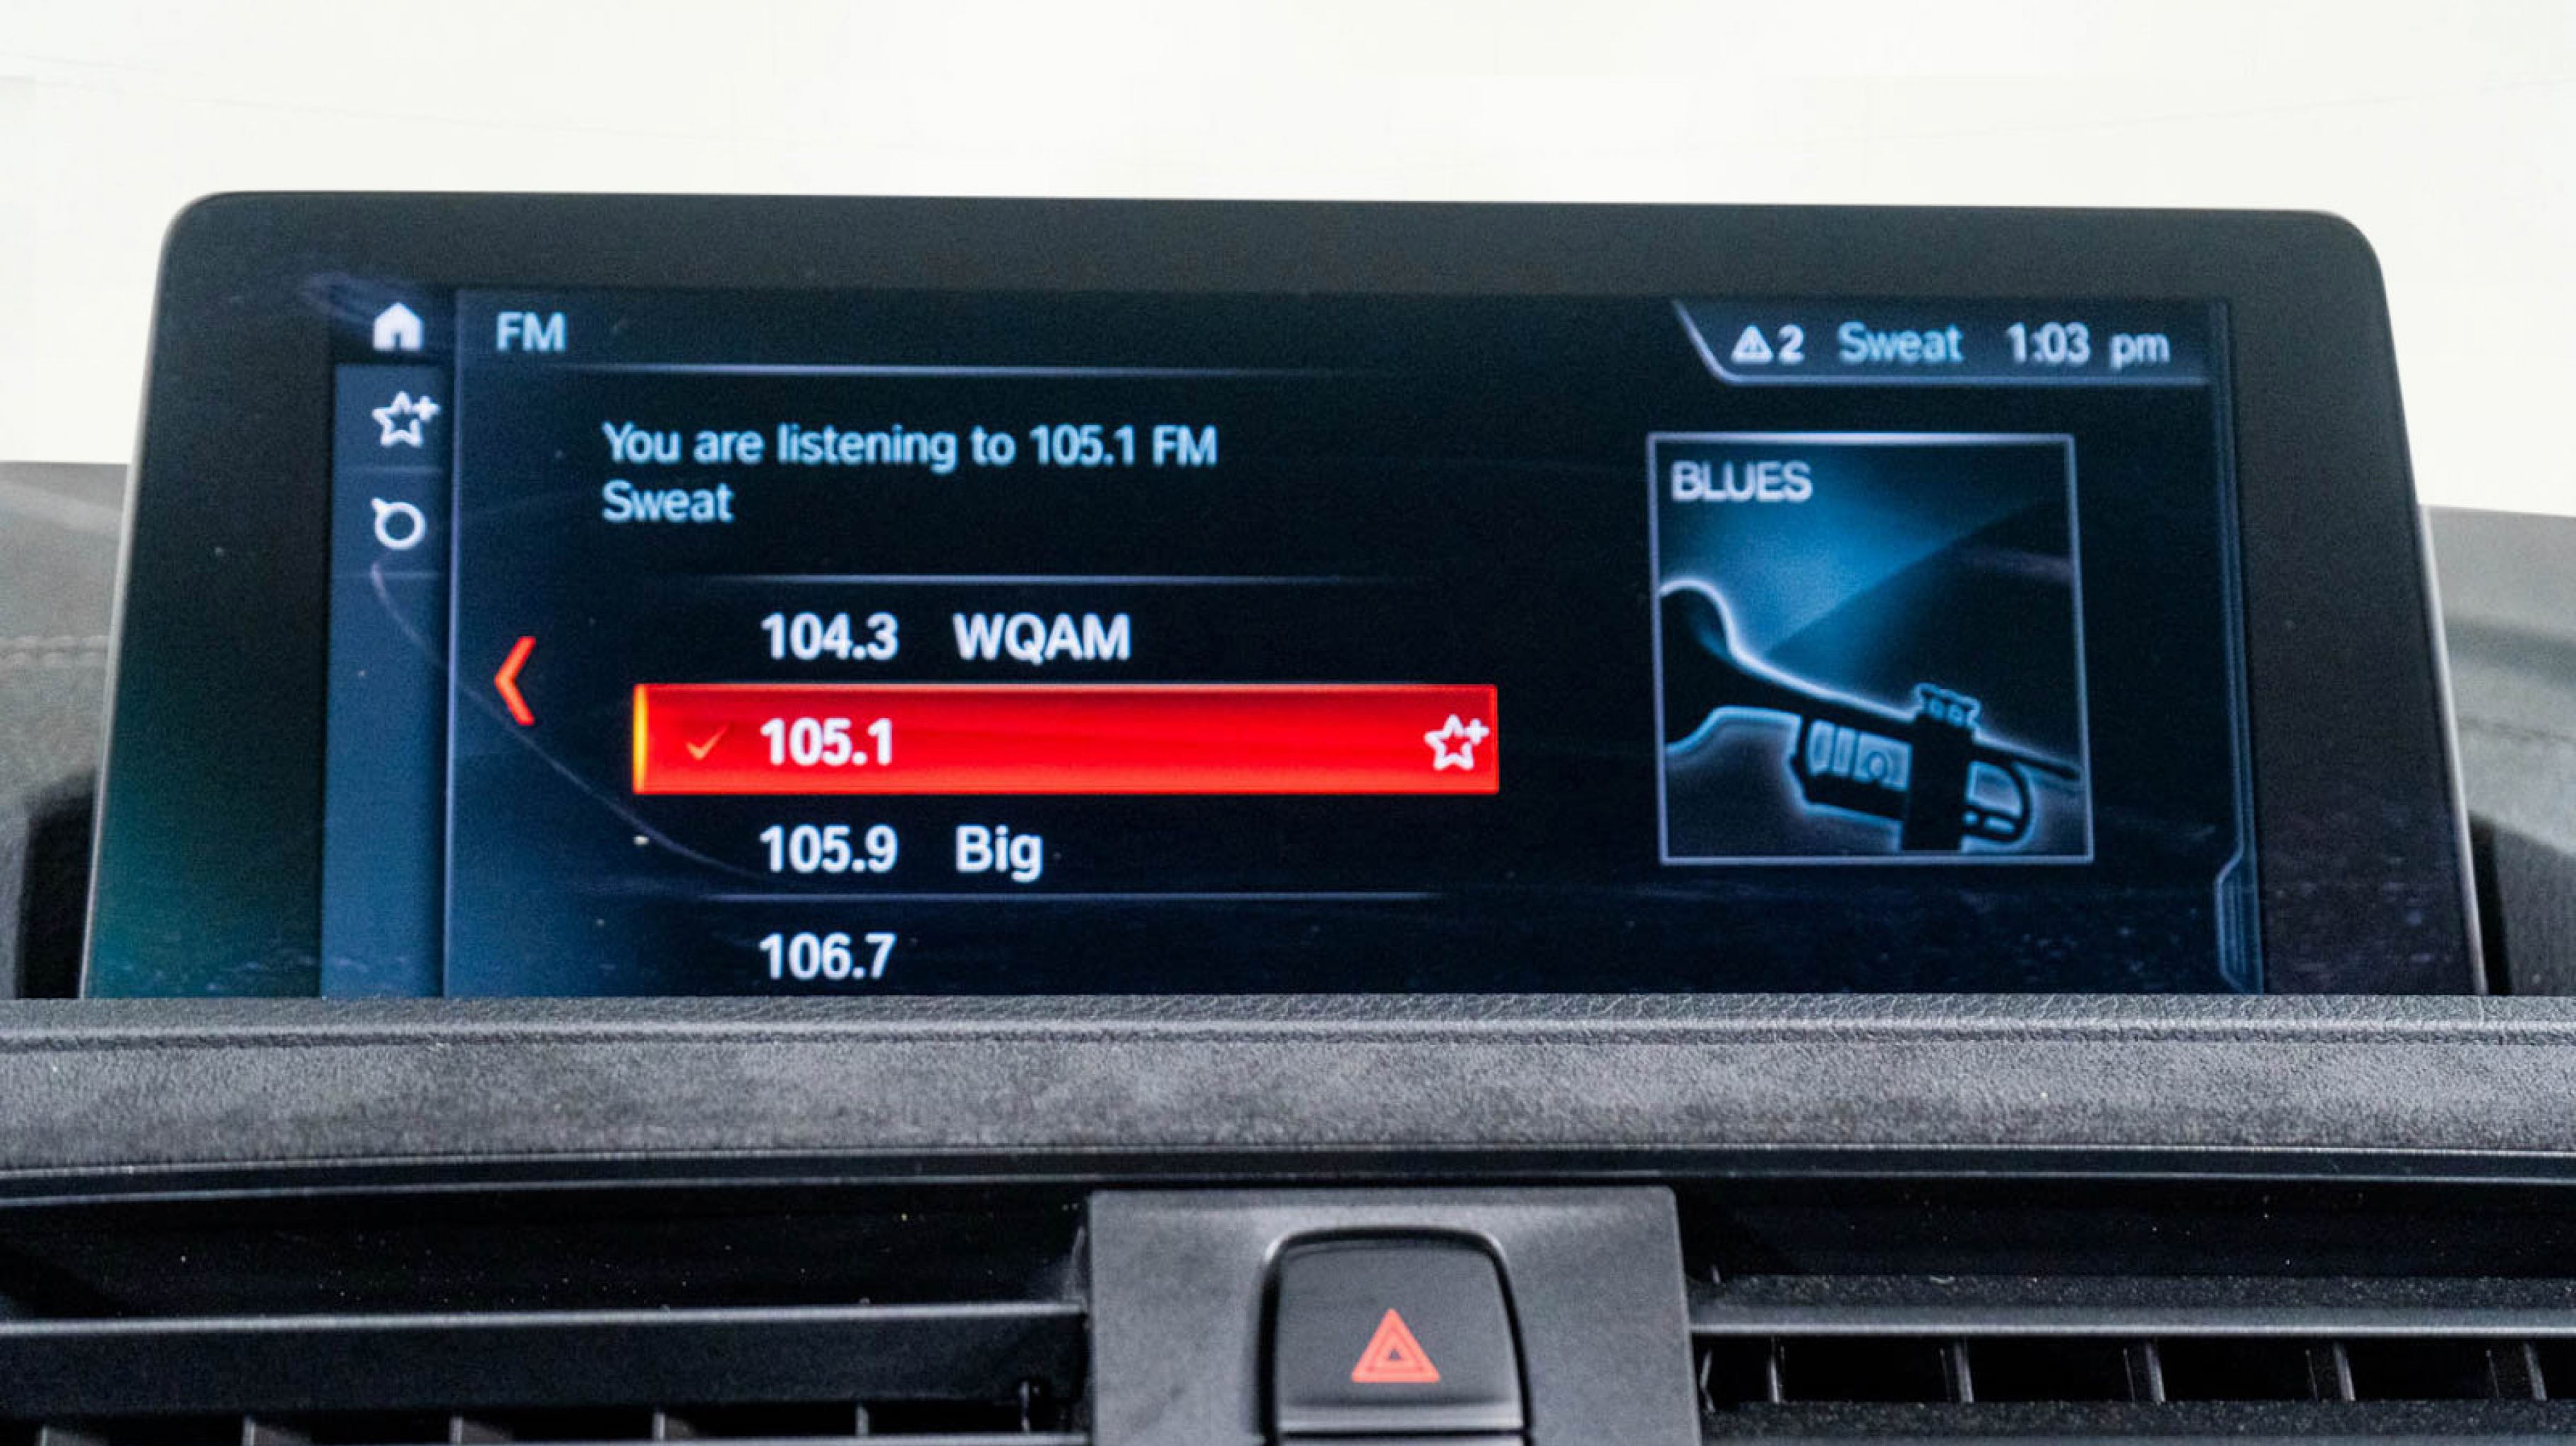 FM
2 Sweat 1:03 pm
You are listening to 105.1 FM
Sweat
BLUES
104.3 WQAM
105.1
105.9 Big
106.7